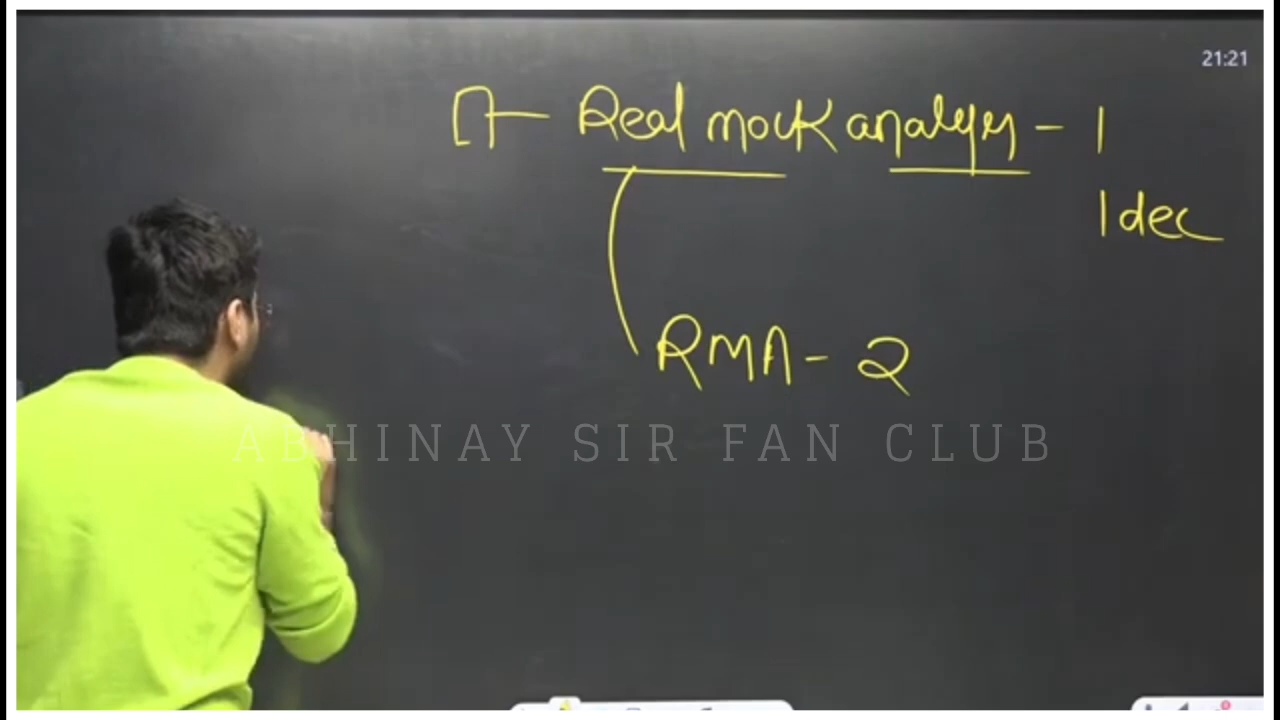 21:21
Real mock analysis - 1
1 dec
RMA - 2
ABHINAY SIR FAN CLUB